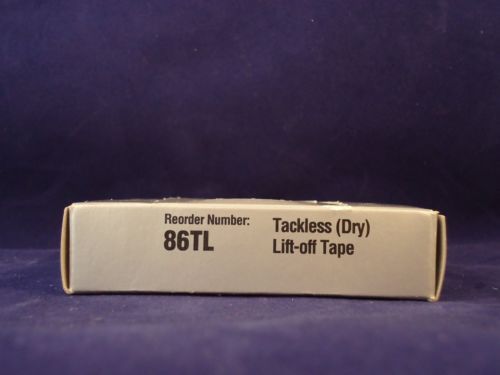 Reorder Number:
86TL
Tackless (Dry)
Lift-off Tape